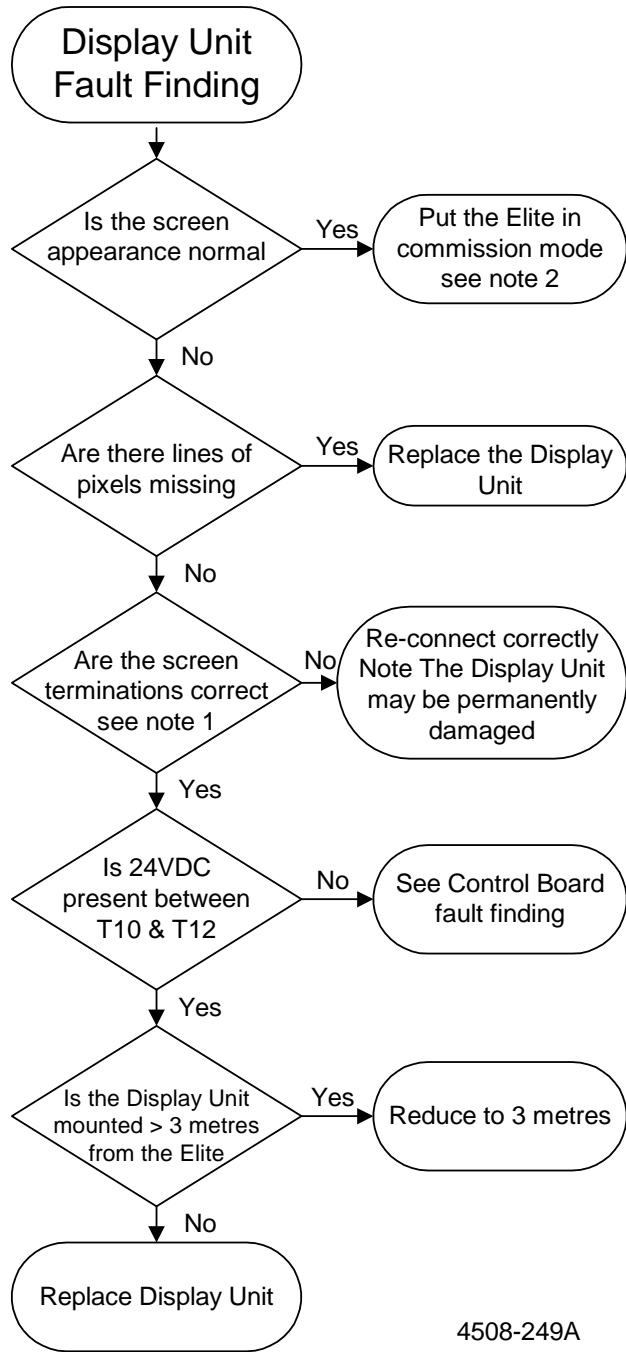 Display Unit
Fault Finding
Is the screen
appearance normal
Yes
Put the Elite in
commission mode
see note 2
No
Are there lines of
pixels missing
Yes
Replace the Display
Unit
No
Are the screen
terminations correct
see note 1
No
Re-connect correctly
Note The Display Unit
may be permanently
damaged
Yes
Is 24VDC
present between
T10 & T12
No
See Control Board
fault finding
Yes
Is the Display Unit
mounted > 3 metres
from the Elite
Yes
Reduce to 3 metres
No
Replace Display Unit
4508-249A